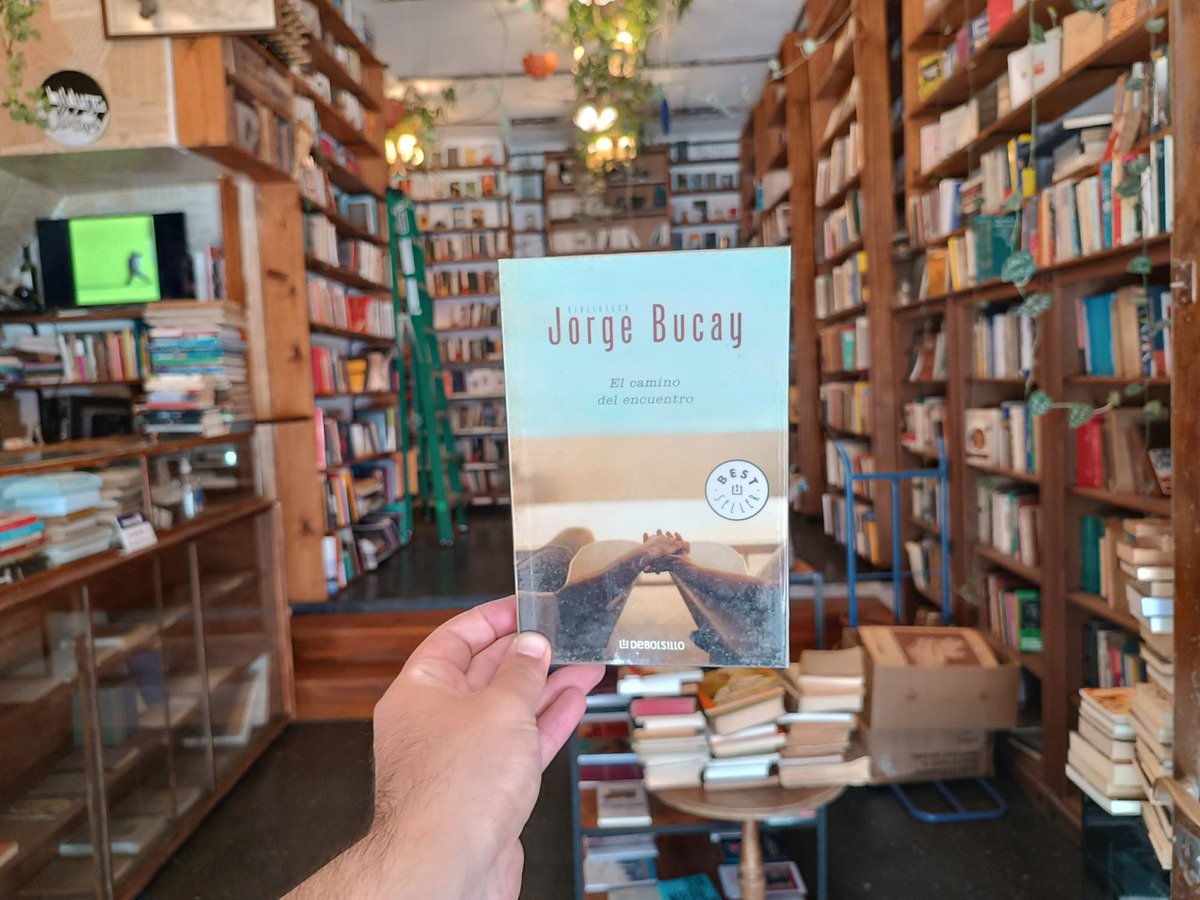 BIBLIOTECA
Jorge Bucay
El camino
del encuentro
BEST
SELLER
DEBOLSILLO